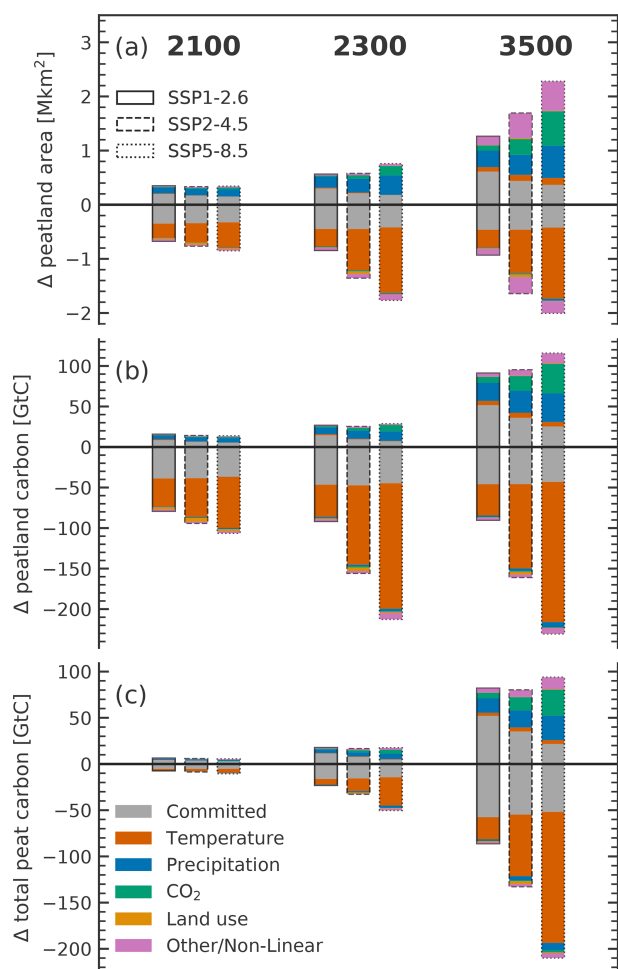 (a) 2100 2300 3500
SSP1-2.6
SSP2-4.5
SSP5-8.5
Δ peatland area [Mkm²]
3
2
1
0
−1
−2
(b)
Δ peatland carbon [GtC]
100
50
0
−50
−100
−150
−200
(c)
Δ total peat carbon [GtC]
100
50
0
−50
−100
−150
−200
Committed
Temperature
Precipitation
CO₂
Land use
Other/Non-Linear